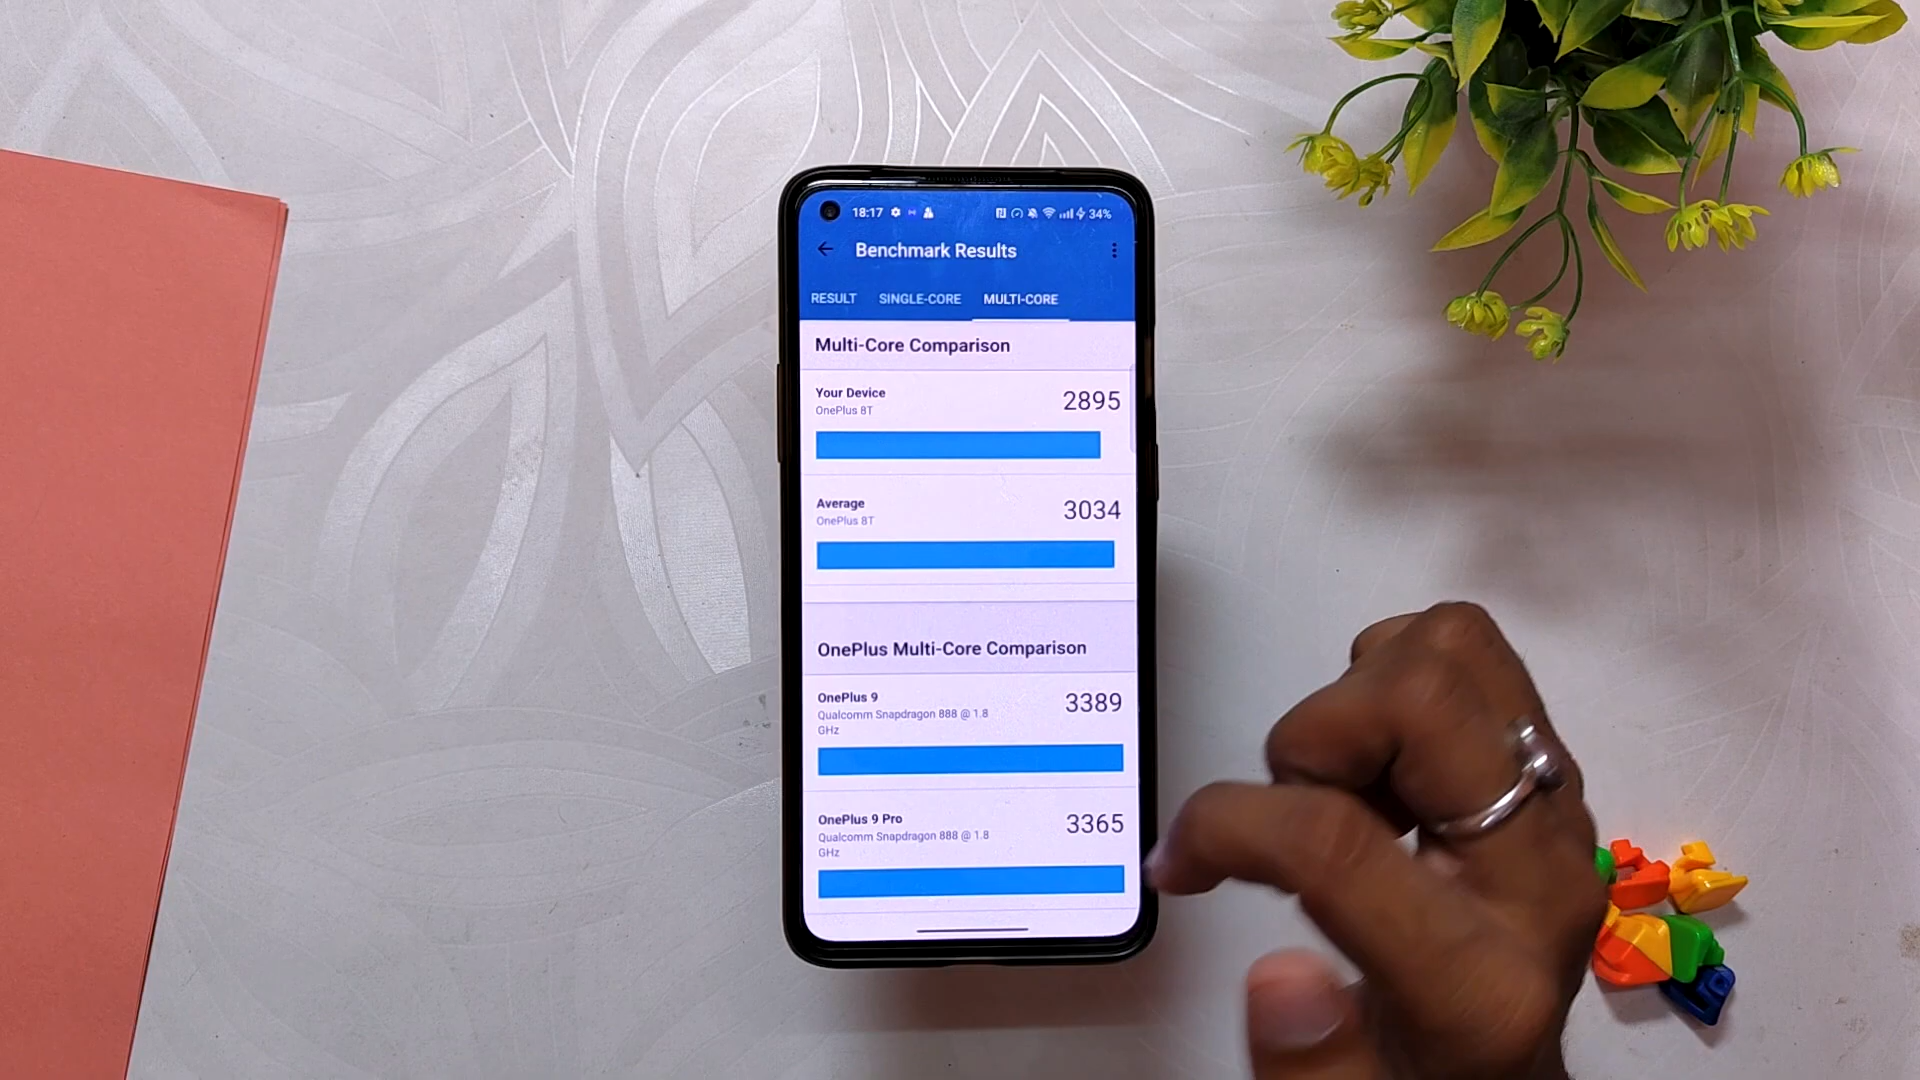 18:17 34%
Benchmark Results
RESULT SINGLE-CORE MULTI-CORE
Multi-Core Comparison
Your Device 2895
OnePlus 8T
Average 3034
OnePlus 8T
OnePlus Multi-Core Comparison
OnePlus 9 3389
Qualcomm Snapdragon 888 @ 1.8
GHz
OnePlus 9 Pro 3365
Qualcomm Snapdragon 888 @ 1.8
GHz